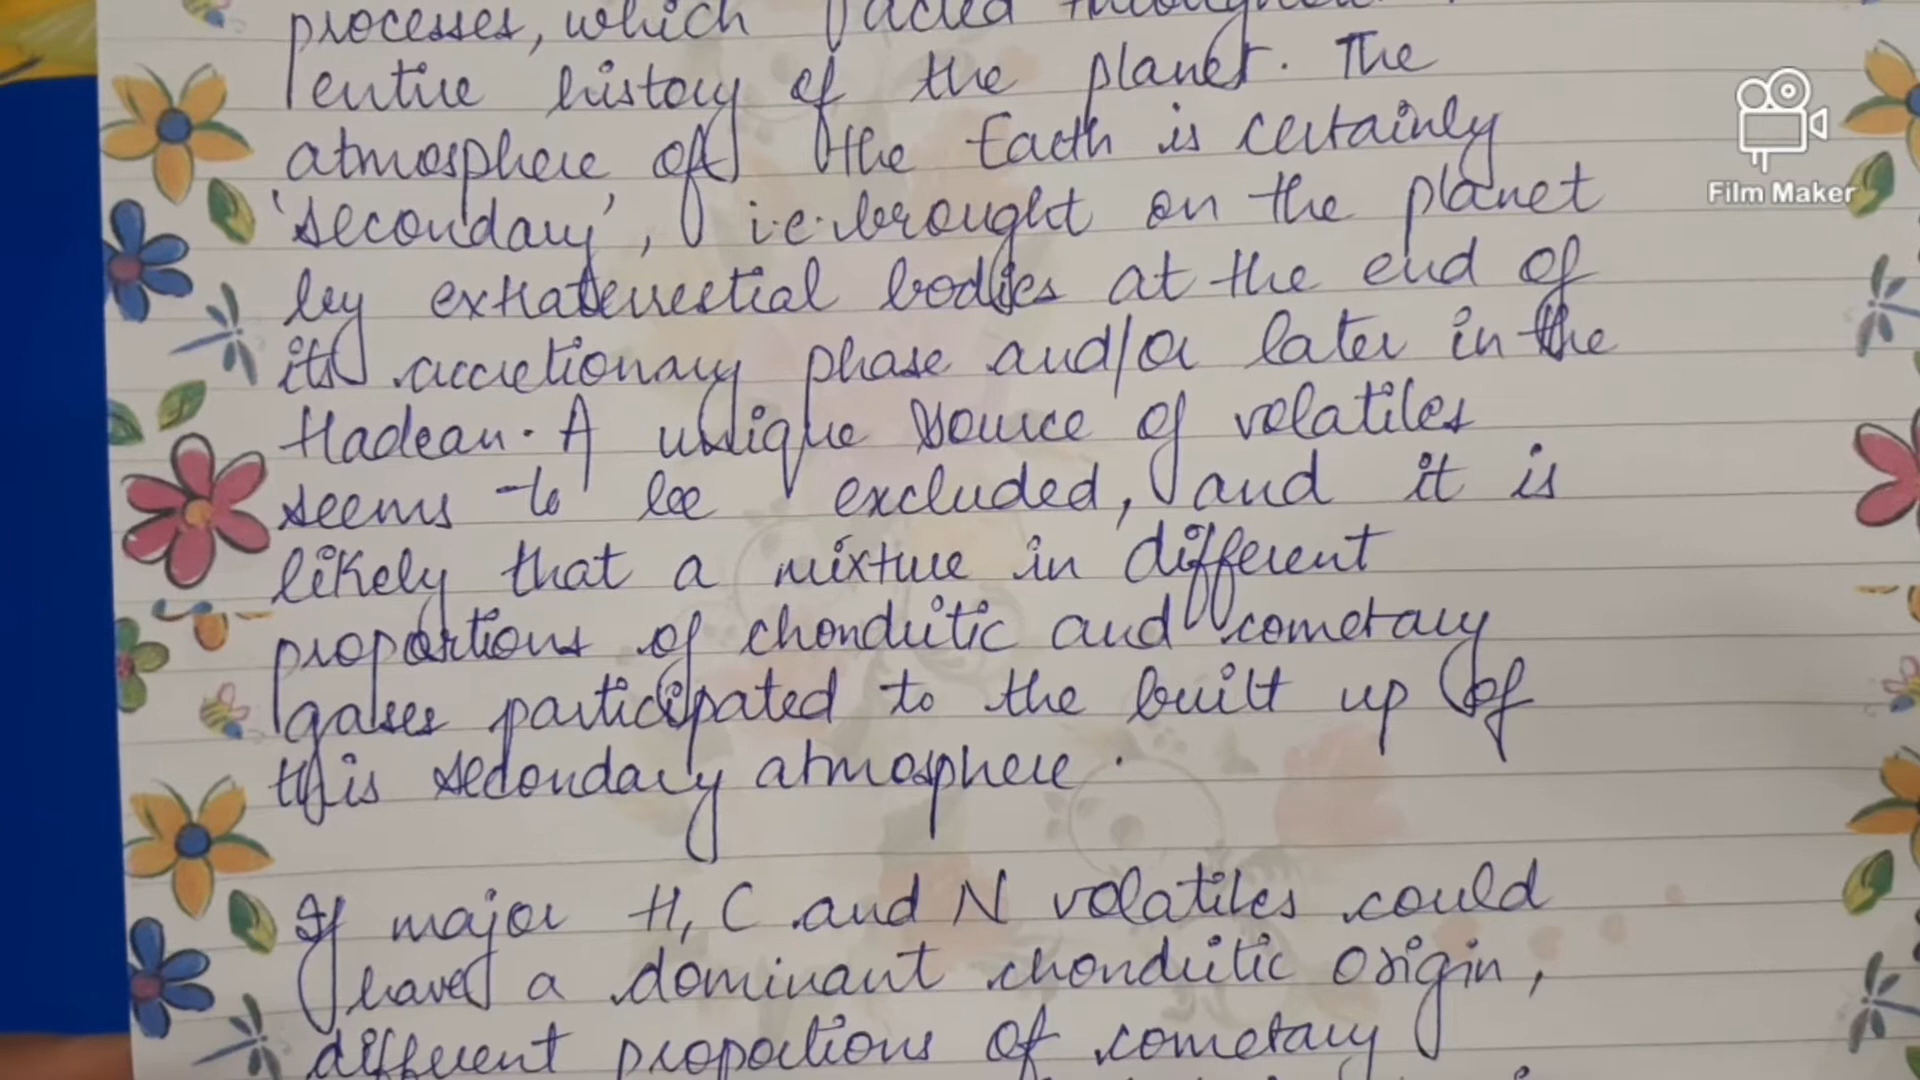 processes, which acted throughout
entire history of the planet. The
atmosphere of the Earth is certainly
'secondary', i.e. brought on the planet
by extraterrestial bodies at the end of
its accretionary phase and/or later in the
Hadean. A unique source of volatiles
seems to be excluded, and it is
likely that a mixture in different
proportions of chondritic and cometary
gases participated to the built up of
this secondary atmosphere.
If major H, C and N volatiles could
have a dominant chondritic origin,
different proportions of cometary
Film Maker